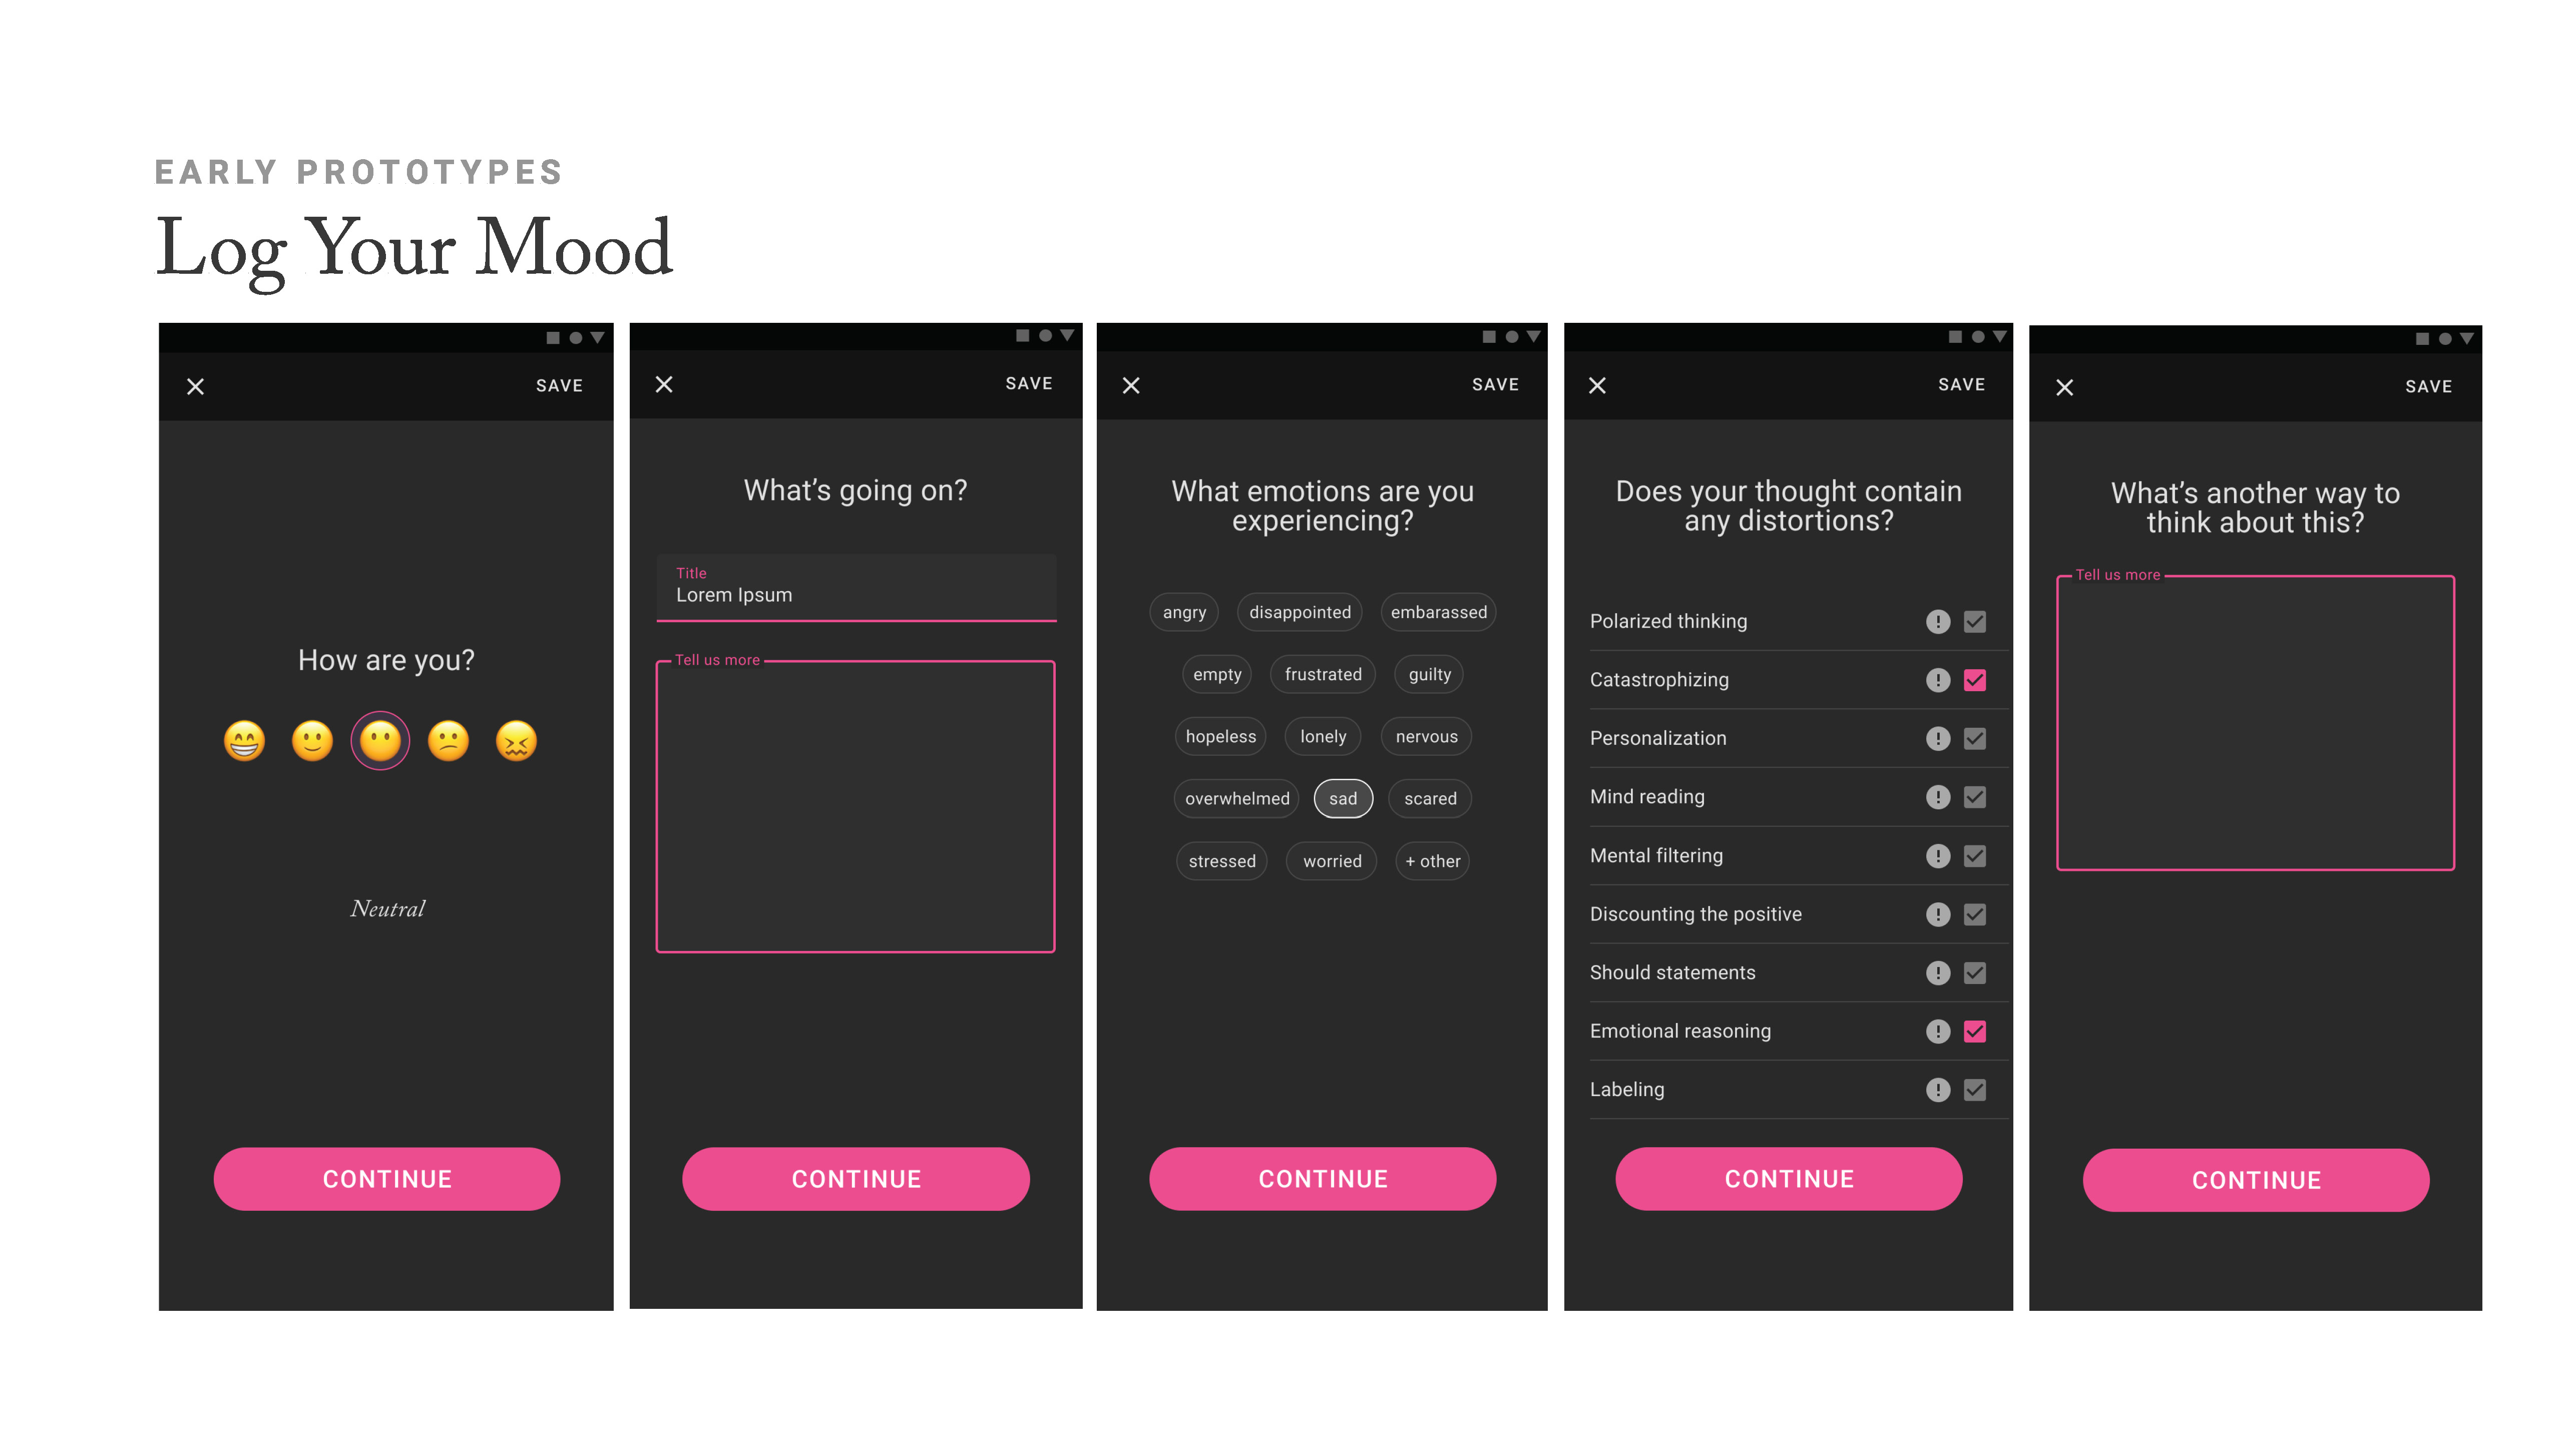 EARLY PROTOTYPES
Log Your Mood
SAVE
How are you?
Neutral
CONTINUE
SAVE
What's going on?
Title
Lorem Ipsum
Tell us more
CONTINUE
SAVE
What emotions are you
experiencing?
angry disappointed embarassed
empty frustrated guilty
hopeless lonely nervous
overwhelmed sad scared
stressed worried + other
CONTINUE
SAVE
Does your thought contain
any distortions?
Polarized thinking
Catastrophizing
Personalization
Mind reading
Mental filtering
Discounting the positive
Should statements
Emotional reasoning
Labeling
CONTINUE
SAVE
What's another way to
think about this?
Tell us more
CONTINUE